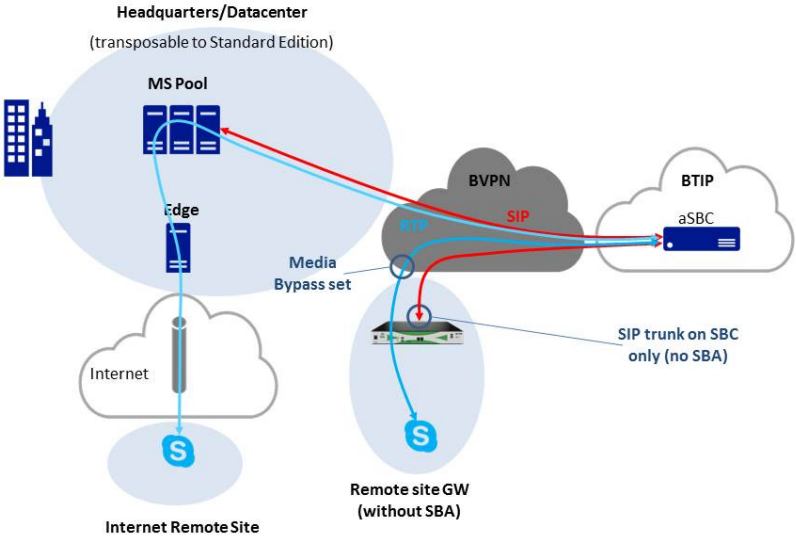 Headquarters/Datacenter
(transposable to Standard Edition)
MS Pool
BVPN
BTIP
RTP
SIP
aSBC
Edge
Media
Bypass set
SIP trunk on SBC
only (no SBA)
Internet
S
S
Remote site GW
(without SBA)
Internet Remote Site